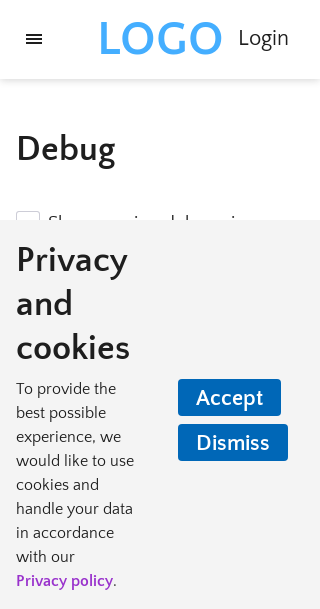 LOGO Login
Debug
Privacy
and
cookies
To provide the
best possible
experience, we
would like to use
cookies and
handle your data
in accordance
with our
Privacy policy.
Accept
Dismiss